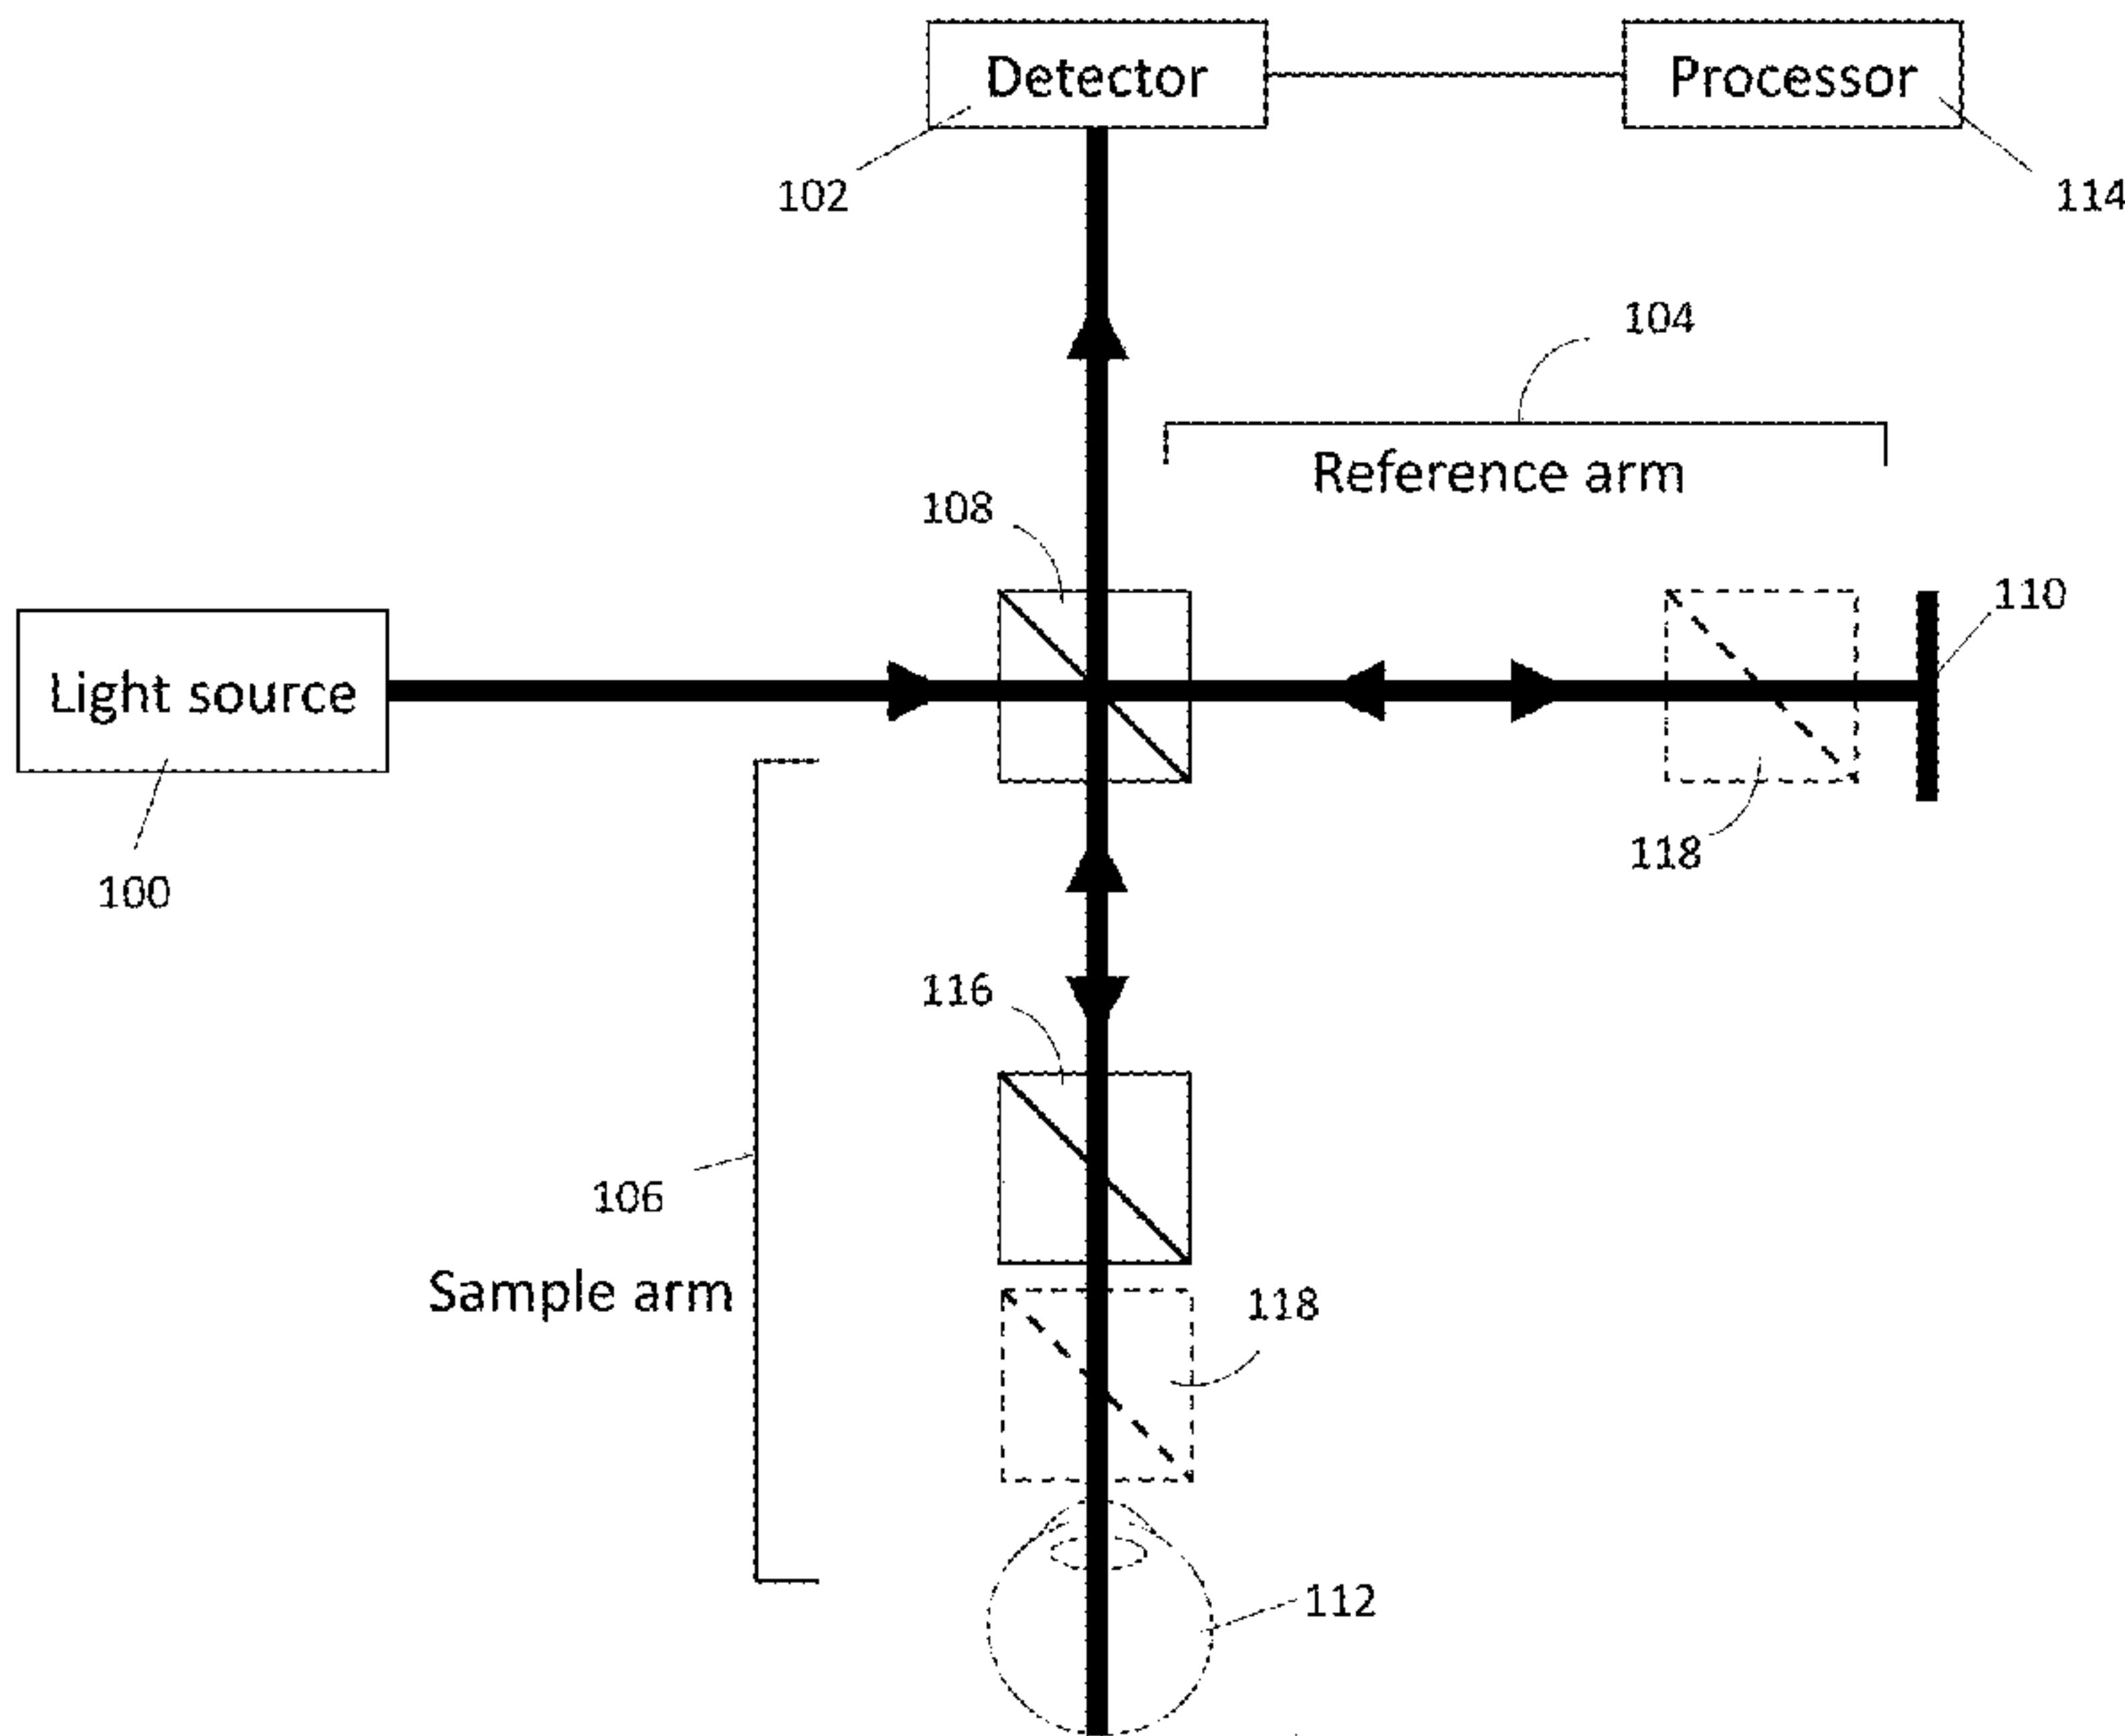 Detector
Processor
102
114
104
Reference arm
108
110
Light source
118
100
116
106
Sample arm
118
112